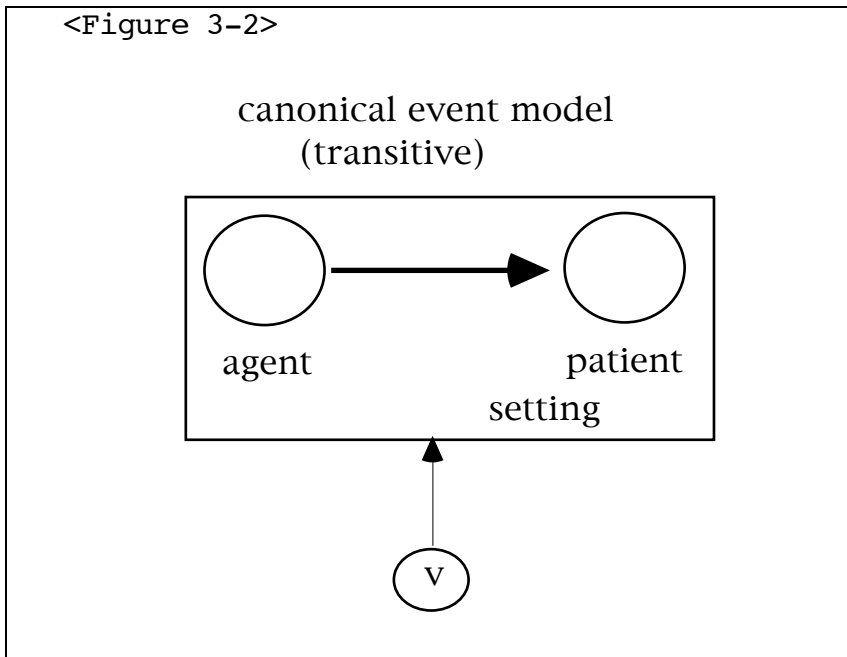 <Figure 3-2>
canonical event model
(transitive)
agent
patient
setting
v